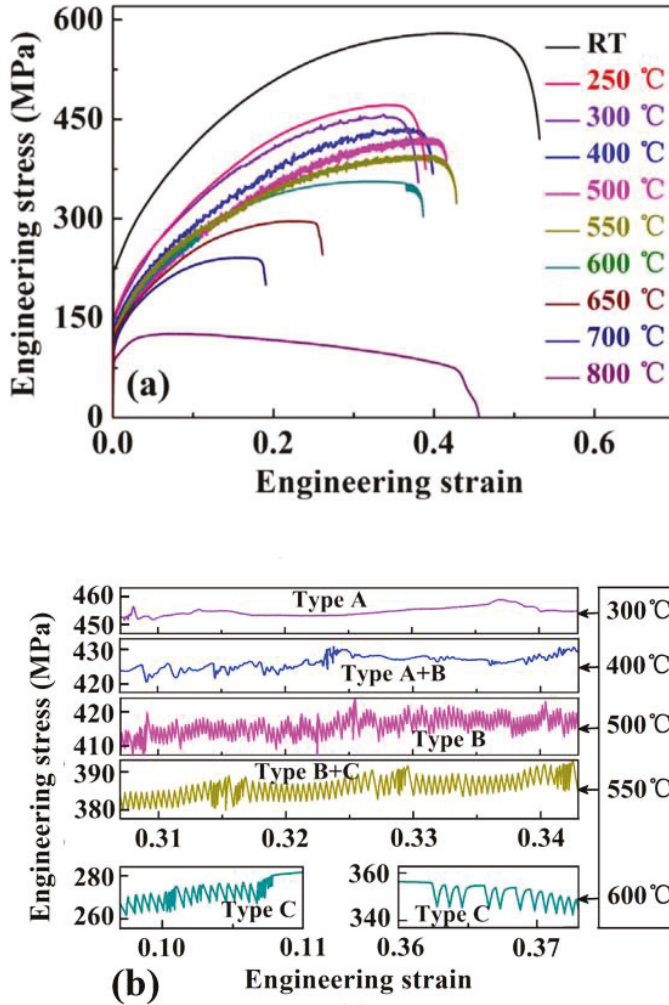 600
450
300
150
0
Engineering stress (MPa)
RT
250 ℃
300 ℃
400 ℃
500 ℃
550 ℃
600 ℃
650 ℃
700 ℃
800 ℃
(a)
0.0 0.2 0.4 0.6
Engineering strain
Engineering stress (MPa)
460
450
Type A
300℃
430
420
Type A+B
400℃
420
410
Type B
500℃
390
380
Type B+C
550℃
0.31 0.32 0.33 0.34
280
260
Type C
360
340
Type C
600℃
0.10 0.11 0.36 0.37
(b)
Engineering strain